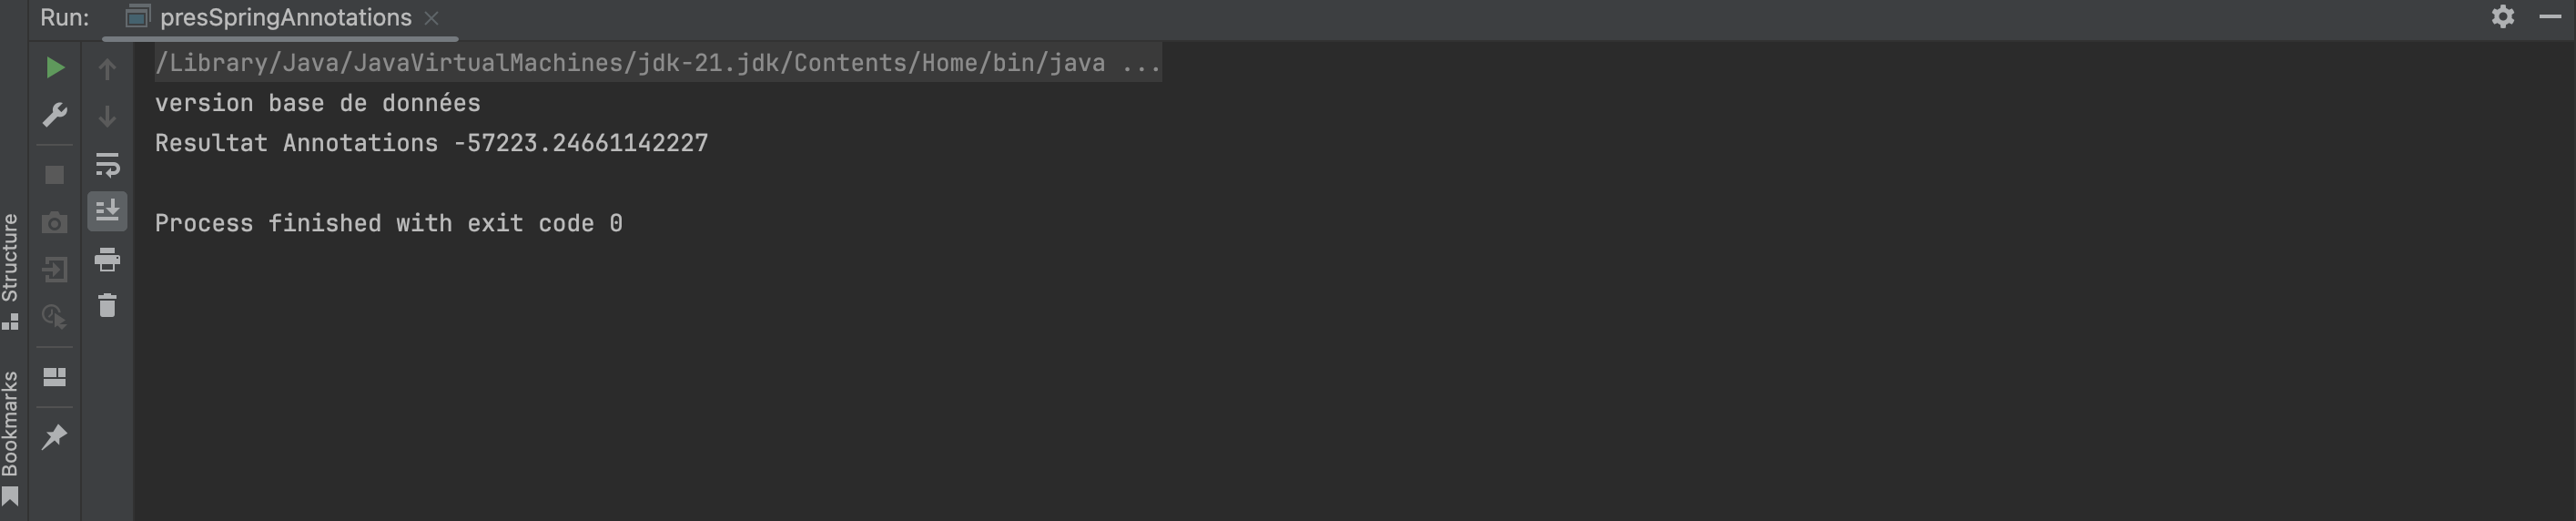 Run: presSpringAnnotations
/Library/Java/JavaVirtualMachines/jdk-21.jdk/Contents/Home/bin/java ...
version base de données
Resultat Annotations -57223.24661142227
Process finished with exit code 0
Structure
Bookmarks